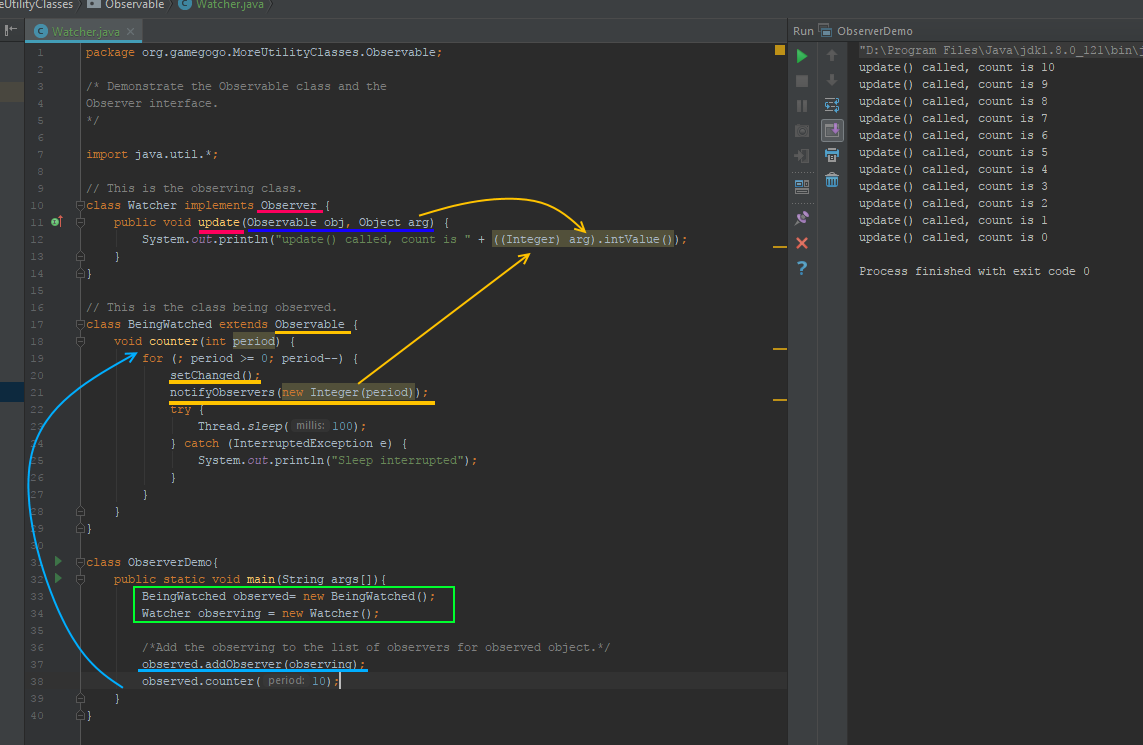 eUtilityClasses Observable Watcher.java
Watcher.java
Run ObserverDemo
1 package org.gamegogo.MoreUtilityClasses.Observable;
2
3 /* Demonstrate the Observable class and the
4 Observer interface.
5 */
6
7 import java.util.*;
8
9 // This is the observing class.
10 class Watcher implements Observer {
11 public void update(Observable obj, Object arg) {
12 System.out.println("update() called, count is " + ((Integer) arg).intValue());
13 }
14 }
15
16 // This is the class being observed.
17 class BeingWatched extends Observable {
18 void counter(int period) {
19 for (; period >= 0; period--) {
20 setChanged();
21 notifyObservers(new Integer(period));
22 try {
23 Thread.sleep( millis: 100);
24 } catch (InterruptedException e) {
25 System.out.println("Sleep interrupted");
26 }
27 }
28 }
29 }
30
31 class ObserverDemo{
32 public static void main(String args[]){
33 BeingWatched observed= new BeingWatched();
34 Watcher observing = new Watcher();
35
36 /*Add the observing to the list of observers for observed object.*/
37 observed.addObserver(observing);
38 observed.counter( period: 10);
39 }
40 }
"D:\Program Files\Java\jdk1.8.0_121\bin\j
update() called, count is 10
update() called, count is 9
update() called, count is 8
update() called, count is 7
update() called, count is 6
update() called, count is 5
update() called, count is 4
update() called, count is 3
update() called, count is 2
update() called, count is 1
update() called, count is 0
Process finished with exit code 0